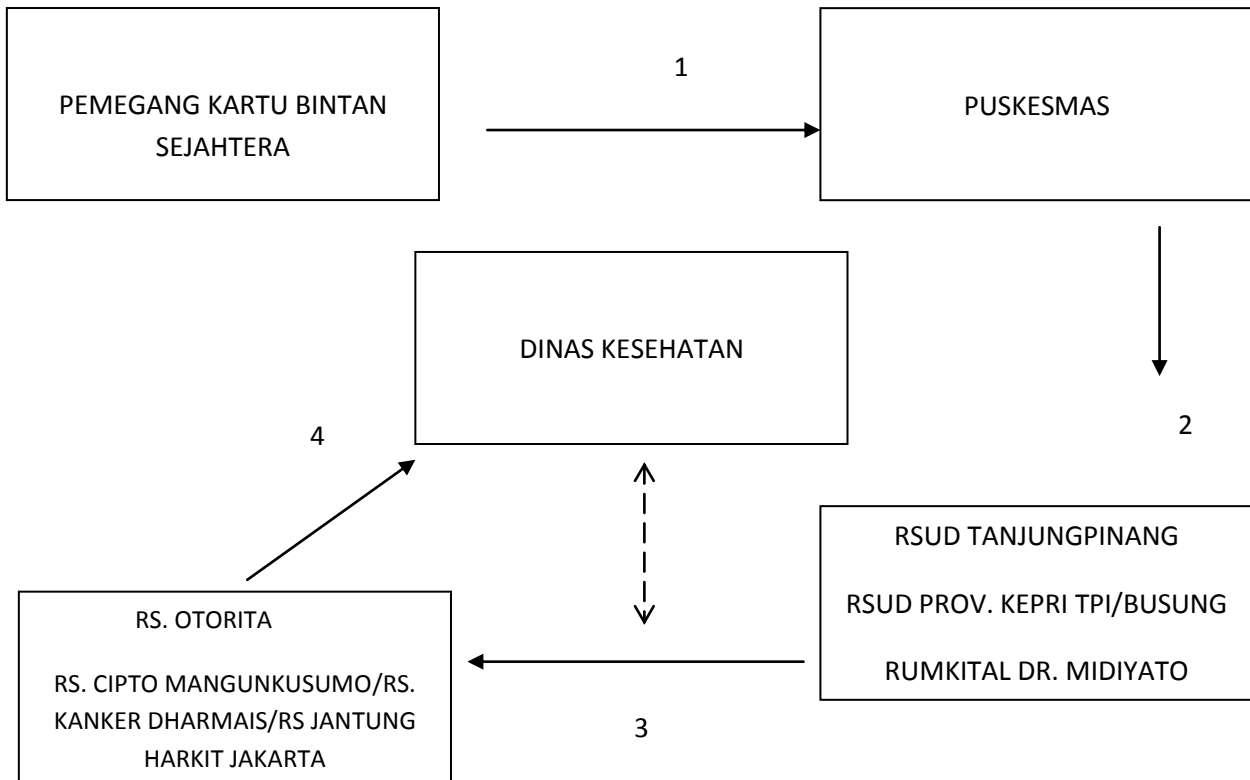 1
PEMEGANG KARTU BINTAN
SEJAHTERA
PUSKESMAS
DINAS KESEHATAN
4
2
RSUD TANJUNGPINANG
RSUD PROV. KEPRI TPI/BUSUNG
RUMKITAL DR. MIDIYATO
RS. OTORITA
RS. CIPTO MANGUNKUSUMO/RS.
KANKER DHARMAIS/RS JANTUNG
HARKIT JAKARTA
3